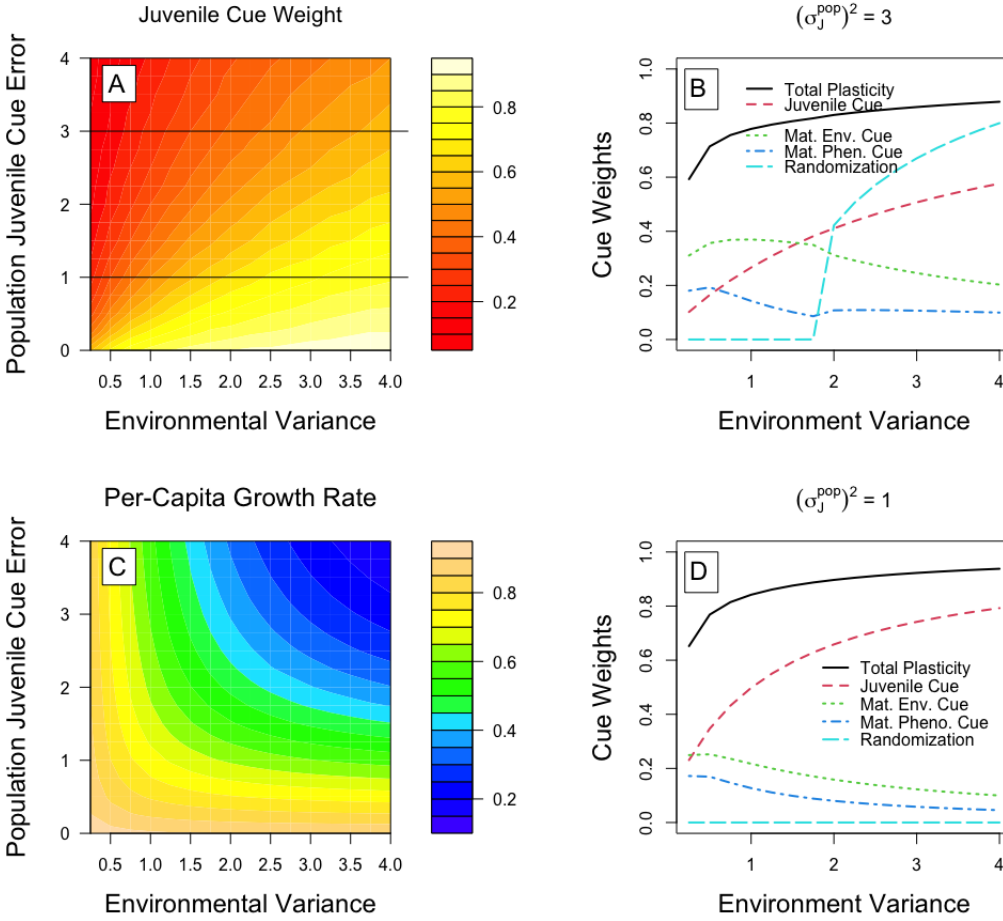 Juvenile Cue Weight
A
Population Juvenile Cue Error
0 1 2 3 4
0.5 1.0 1.5 2.0 2.5 3.0 3.5 4.0
Environmental Variance
0.2 0.4 0.6 0.8
(σ_J^pop)² = 3
B
Total Plasticity
Juvenile Cue
Mat. Env. Cue
Mat. Phen. Cue
Randomization
Cue Weights
0.0 0.2 0.4 0.6 0.8 1.0
1 2 3 4
Environment Variance
Per-Capita Growth Rate
C
Population Juvenile Cue Error
0 1 2 3 4
0.5 1.0 1.5 2.0 2.5 3.0 3.5 4.0
Environmental Variance
0.2 0.4 0.6 0.8
(σ_J^pop)² = 1
D
Total Plasticity
Juvenile Cue
Mat. Env. Cue
Mat. Pheno. Cue
Randomization
Cue Weights
0.0 0.2 0.4 0.6 0.8 1.0
1 2 3 4
Environment Variance